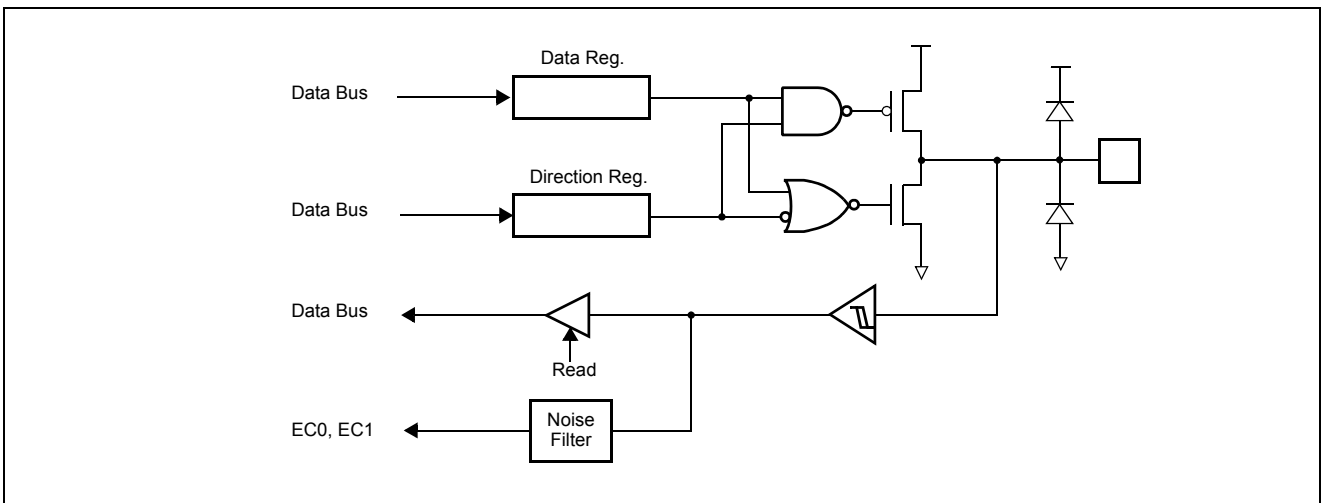 Data Reg.
Data Bus
Direction Reg.
Data Bus
Data Bus
Read
EC0, EC1
Noise
Filter